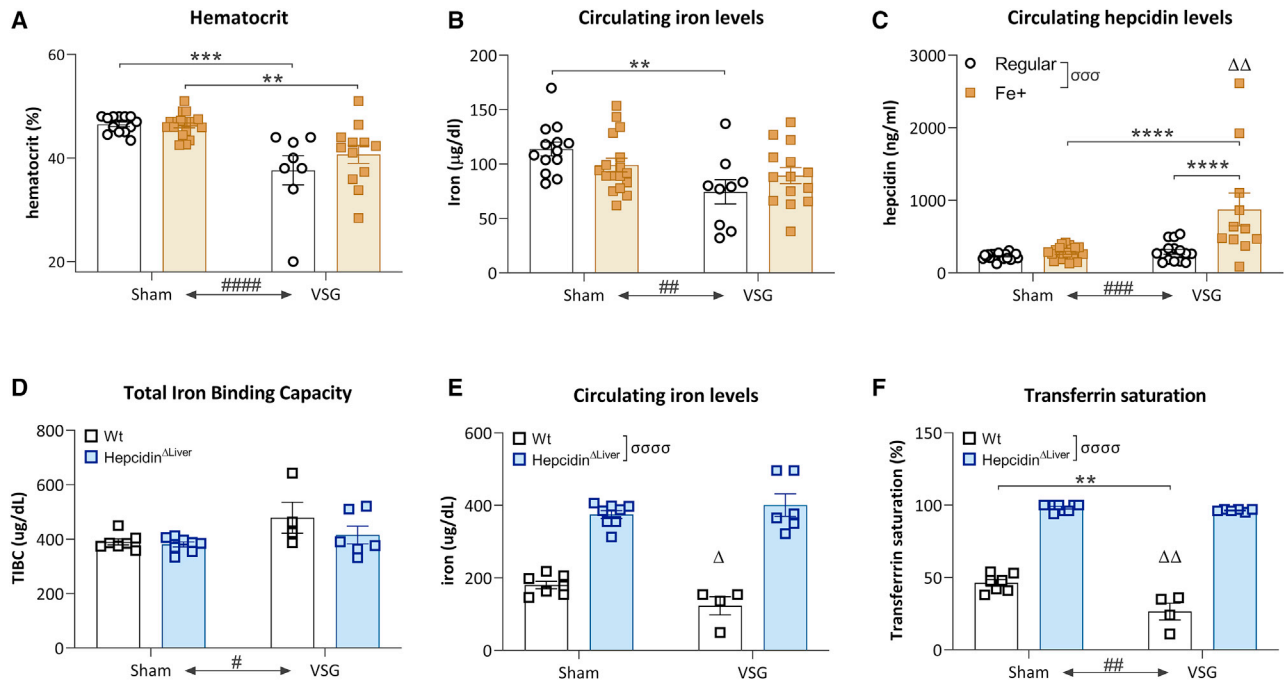 A
Hematocrit
hematocrit (%)
60
40
20
***
**
Sham
####
VSG
B
Circulating iron levels
Iron (µg/dl)
200
150
100
50
0
**
Sham
##
VSG
C
Circulating hepcidin levels
hepcidin (ng/ml)
3000
2000
1000
0
Regular
Fe+
σσσ
ΔΔ
****
****
Sham
###
VSG
D
Total Iron Binding Capacity
TIBC (ug/dL)
800
600
400
200
0
Wt
Hepcidin^ΔLiver
Sham
#
VSG
E
Circulating iron levels
iron (ug/dL)
600
400
200
0
Wt
Hepcidin^ΔLiver
σσσσ
Δ
Sham
VSG
F
Transferrin saturation
Transferrrin saturation (%)
150
100
50
0
Wt
Hepcidin^ΔLiver
σσσσ
**
ΔΔ
Sham
##
VSG